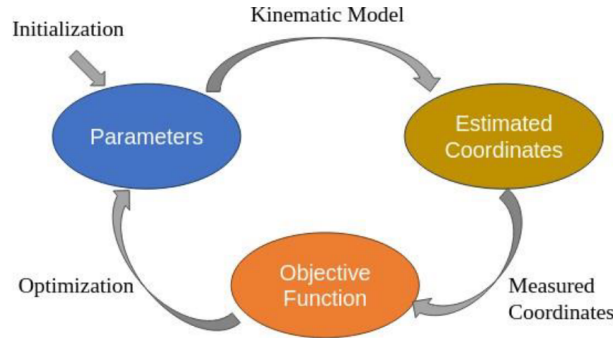 Kinematic Model
Initialization
Parameters
Estimated
Coordinates
Optimization
Objective
Function
Measured
Coordinates